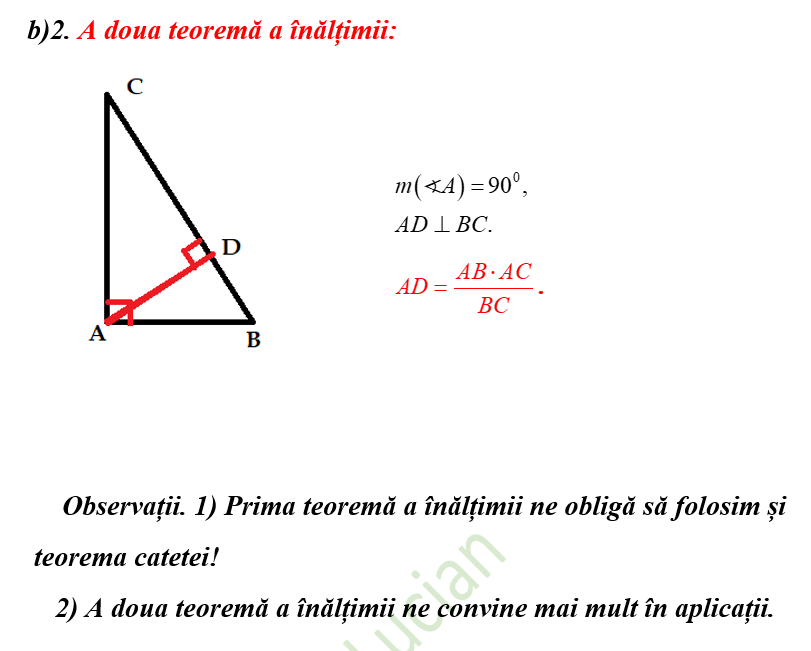 b)2. A doua teoremă a înălțimii:
C
D
A
B
m(∢A) = 90⁰,
AD ⊥ BC.
AD = AB · AC / BC .
Observații. 1) Prima teoremă a înălțimii ne obligă să folosim și
teorema catetei!
2) A doua teoremă a înălțimii ne convine mai mult în aplicații.
Lucian